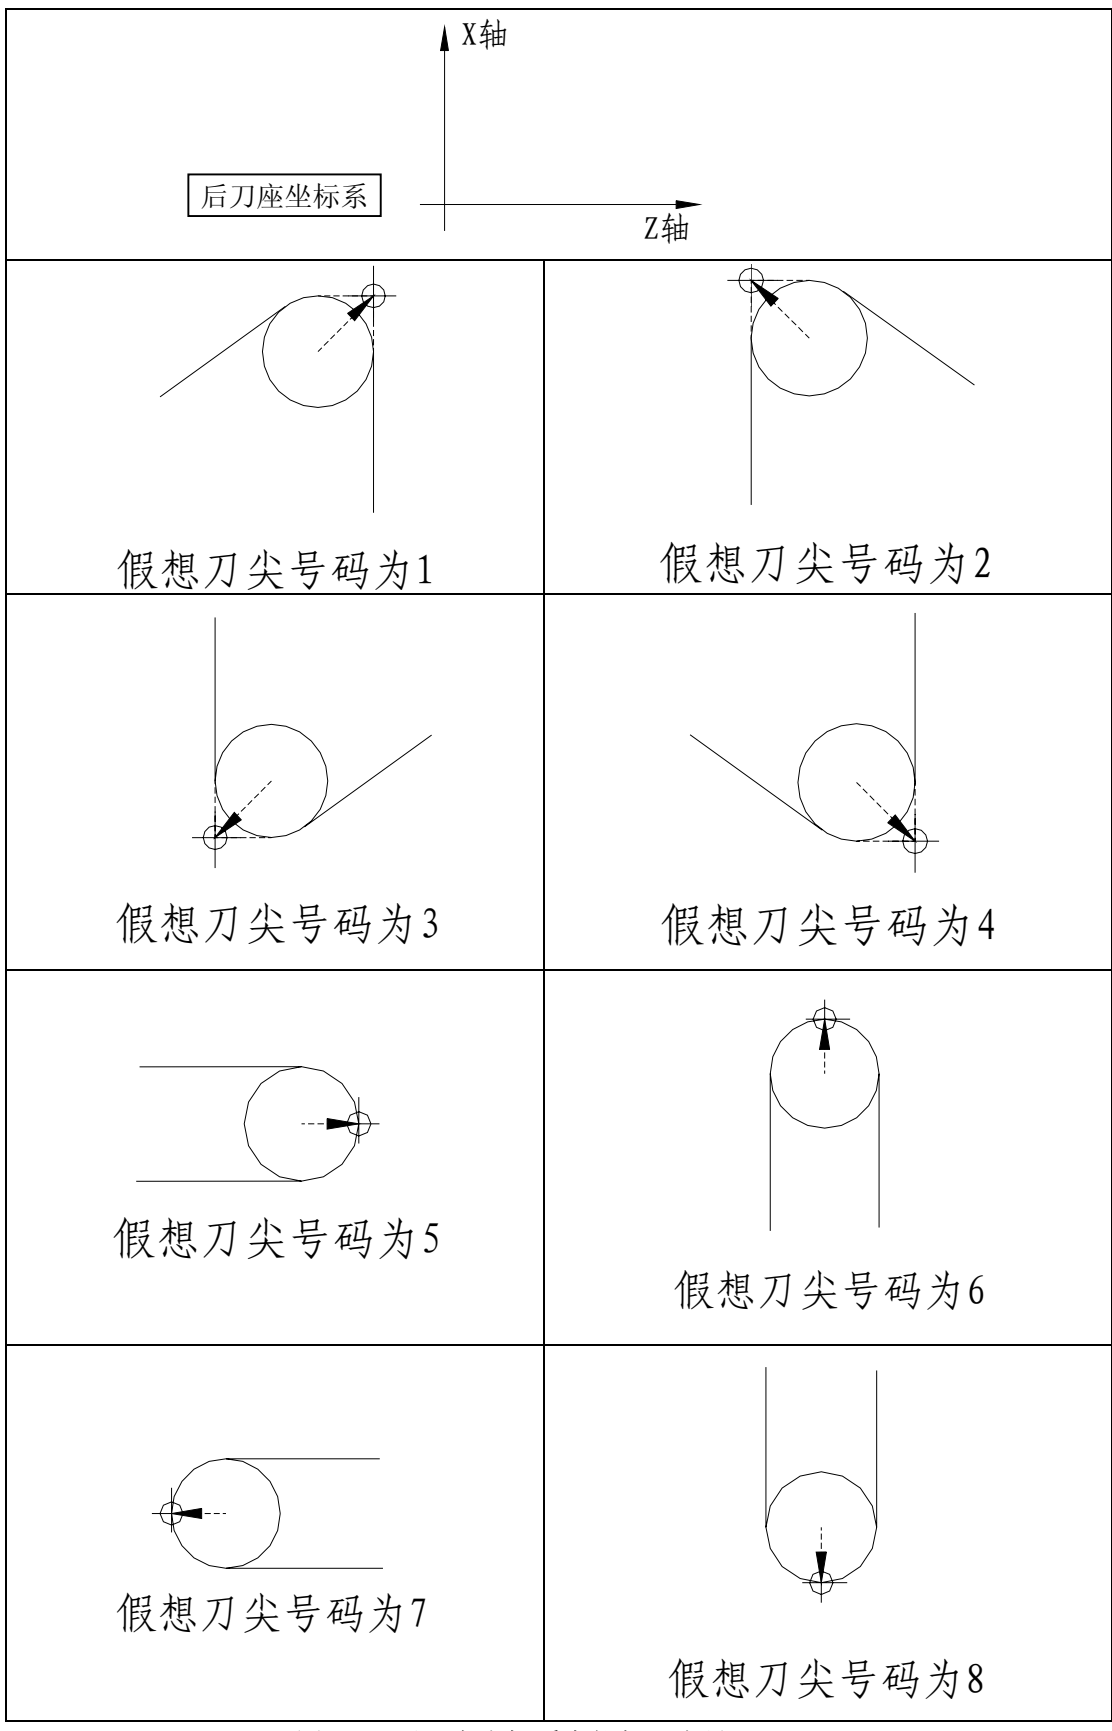 X轴
后刀座坐标系
Z轴
假想刀尖号码为1
假想刀尖号码为2
假想刀尖号码为3
假想刀尖号码为4
假想刀尖号码为5
假想刀尖号码为6
假想刀尖号码为7
假想刀尖号码为8